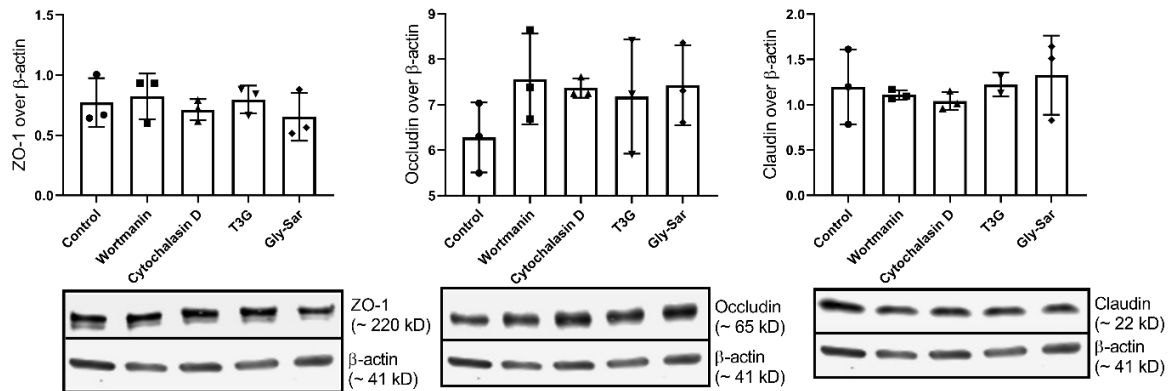 ZO-1 over β-actin
1.5
1.0
0.5
0.0
Control
Wortmanin
Cytochalasin D
T3G
Gly-Sar
Occludin over β-actin
9
8
7
6
5
Control
Wortmanin
Cytochalasin D
T3G
Gly-Sar
Claudin over β-actin
2.0
1.5
1.0
0.5
0.0
Control
Wortmanin
Cytochalasin D
T3G
Gly-Sar
ZO-1
(~ 220 kD)
β-actin
(~ 41 kD)
Occludin
(~ 65 kD)
β-actin
(~ 41 kD)
Claudin
(~ 22 kD)
β-actin
(~ 41 kD)